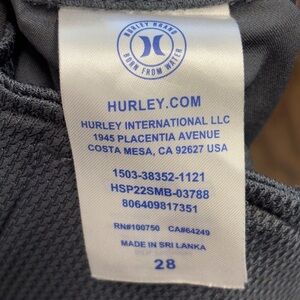 HURLEY BRAND
BORN FROM WATER
HURLEY.COM
HURLEY INTERNATIONAL LLC
1945 PLACENTIA AVENUE
COSTA MESA, CA 92627 USA
1503-38352-1121
HSP22SMB-03788
806409817351
RN#100750 CA#64249
MADE IN SRI LANKA
28